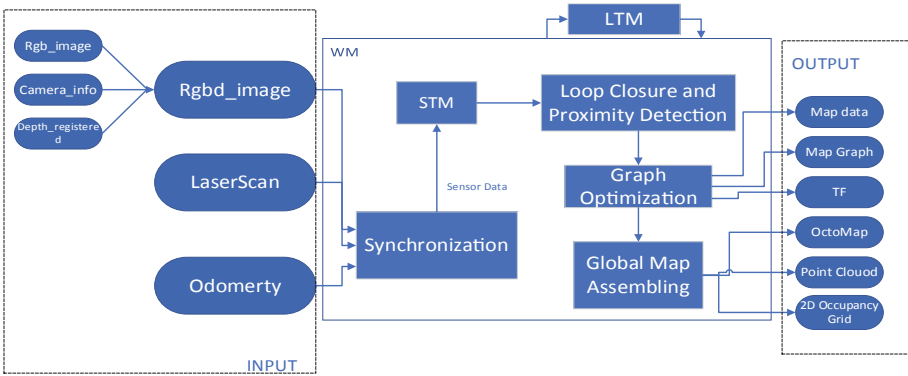 Rgb_image
Camera_info
Depth_registere
d
Rgbd_image
LaserScan
Odomerty
INPUT
WM
LTM
STM
Sensor Data
Synchronization
Loop Closure and
Proximity Detection
Graph
Optimization
Global Map
Assembling
OUTPUT
Map data
Map Graph
TF
OctoMap
Point Clouod
2D Occupancy
Grid